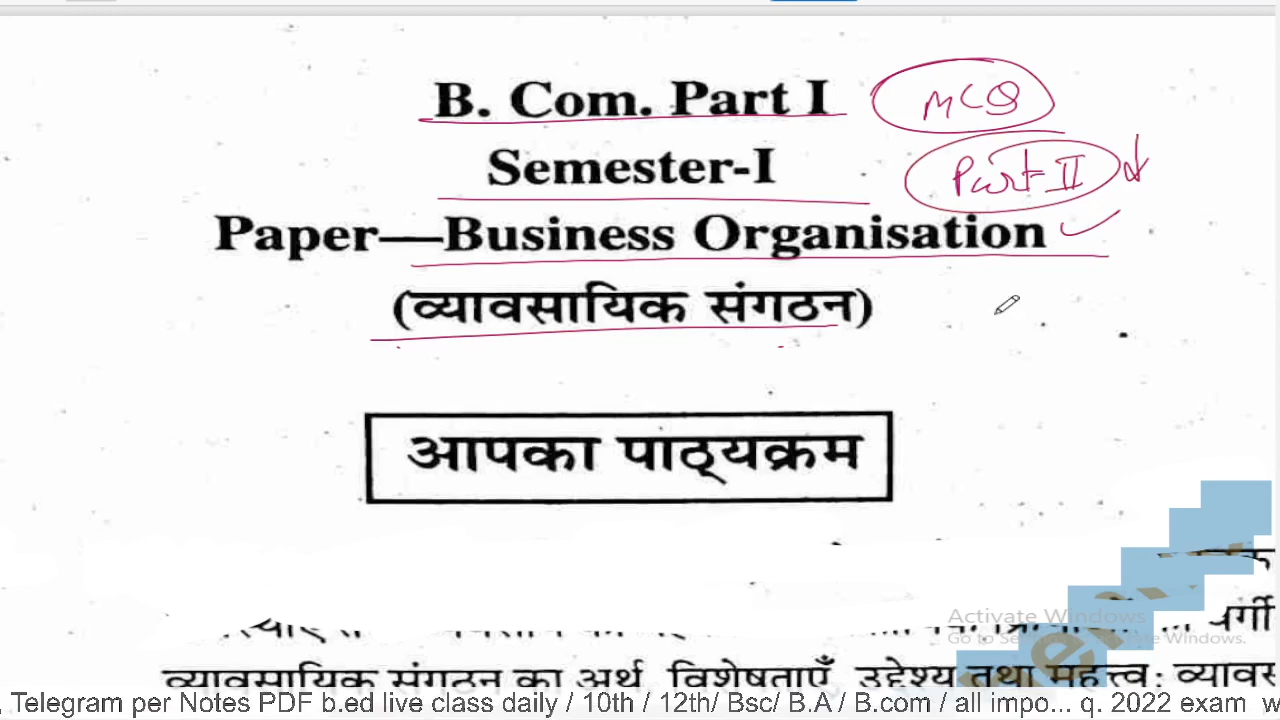 B. Com. Part I MCQ
Semester-I Part II
Paper—Business Organisation
(व्यावसायिक संगठन)
आपका पाठ्यक्रम
Activate Windows
Windows.
व्यावसायिक संगठन का अर्थ विशेषताएँ उद्देश्य तथा महत्त्व:
Telegram per Notes PDF b.ed live class daily / 10th / 12th/ Bsc/ B.A / B.com / all impo... q. 2022 exam